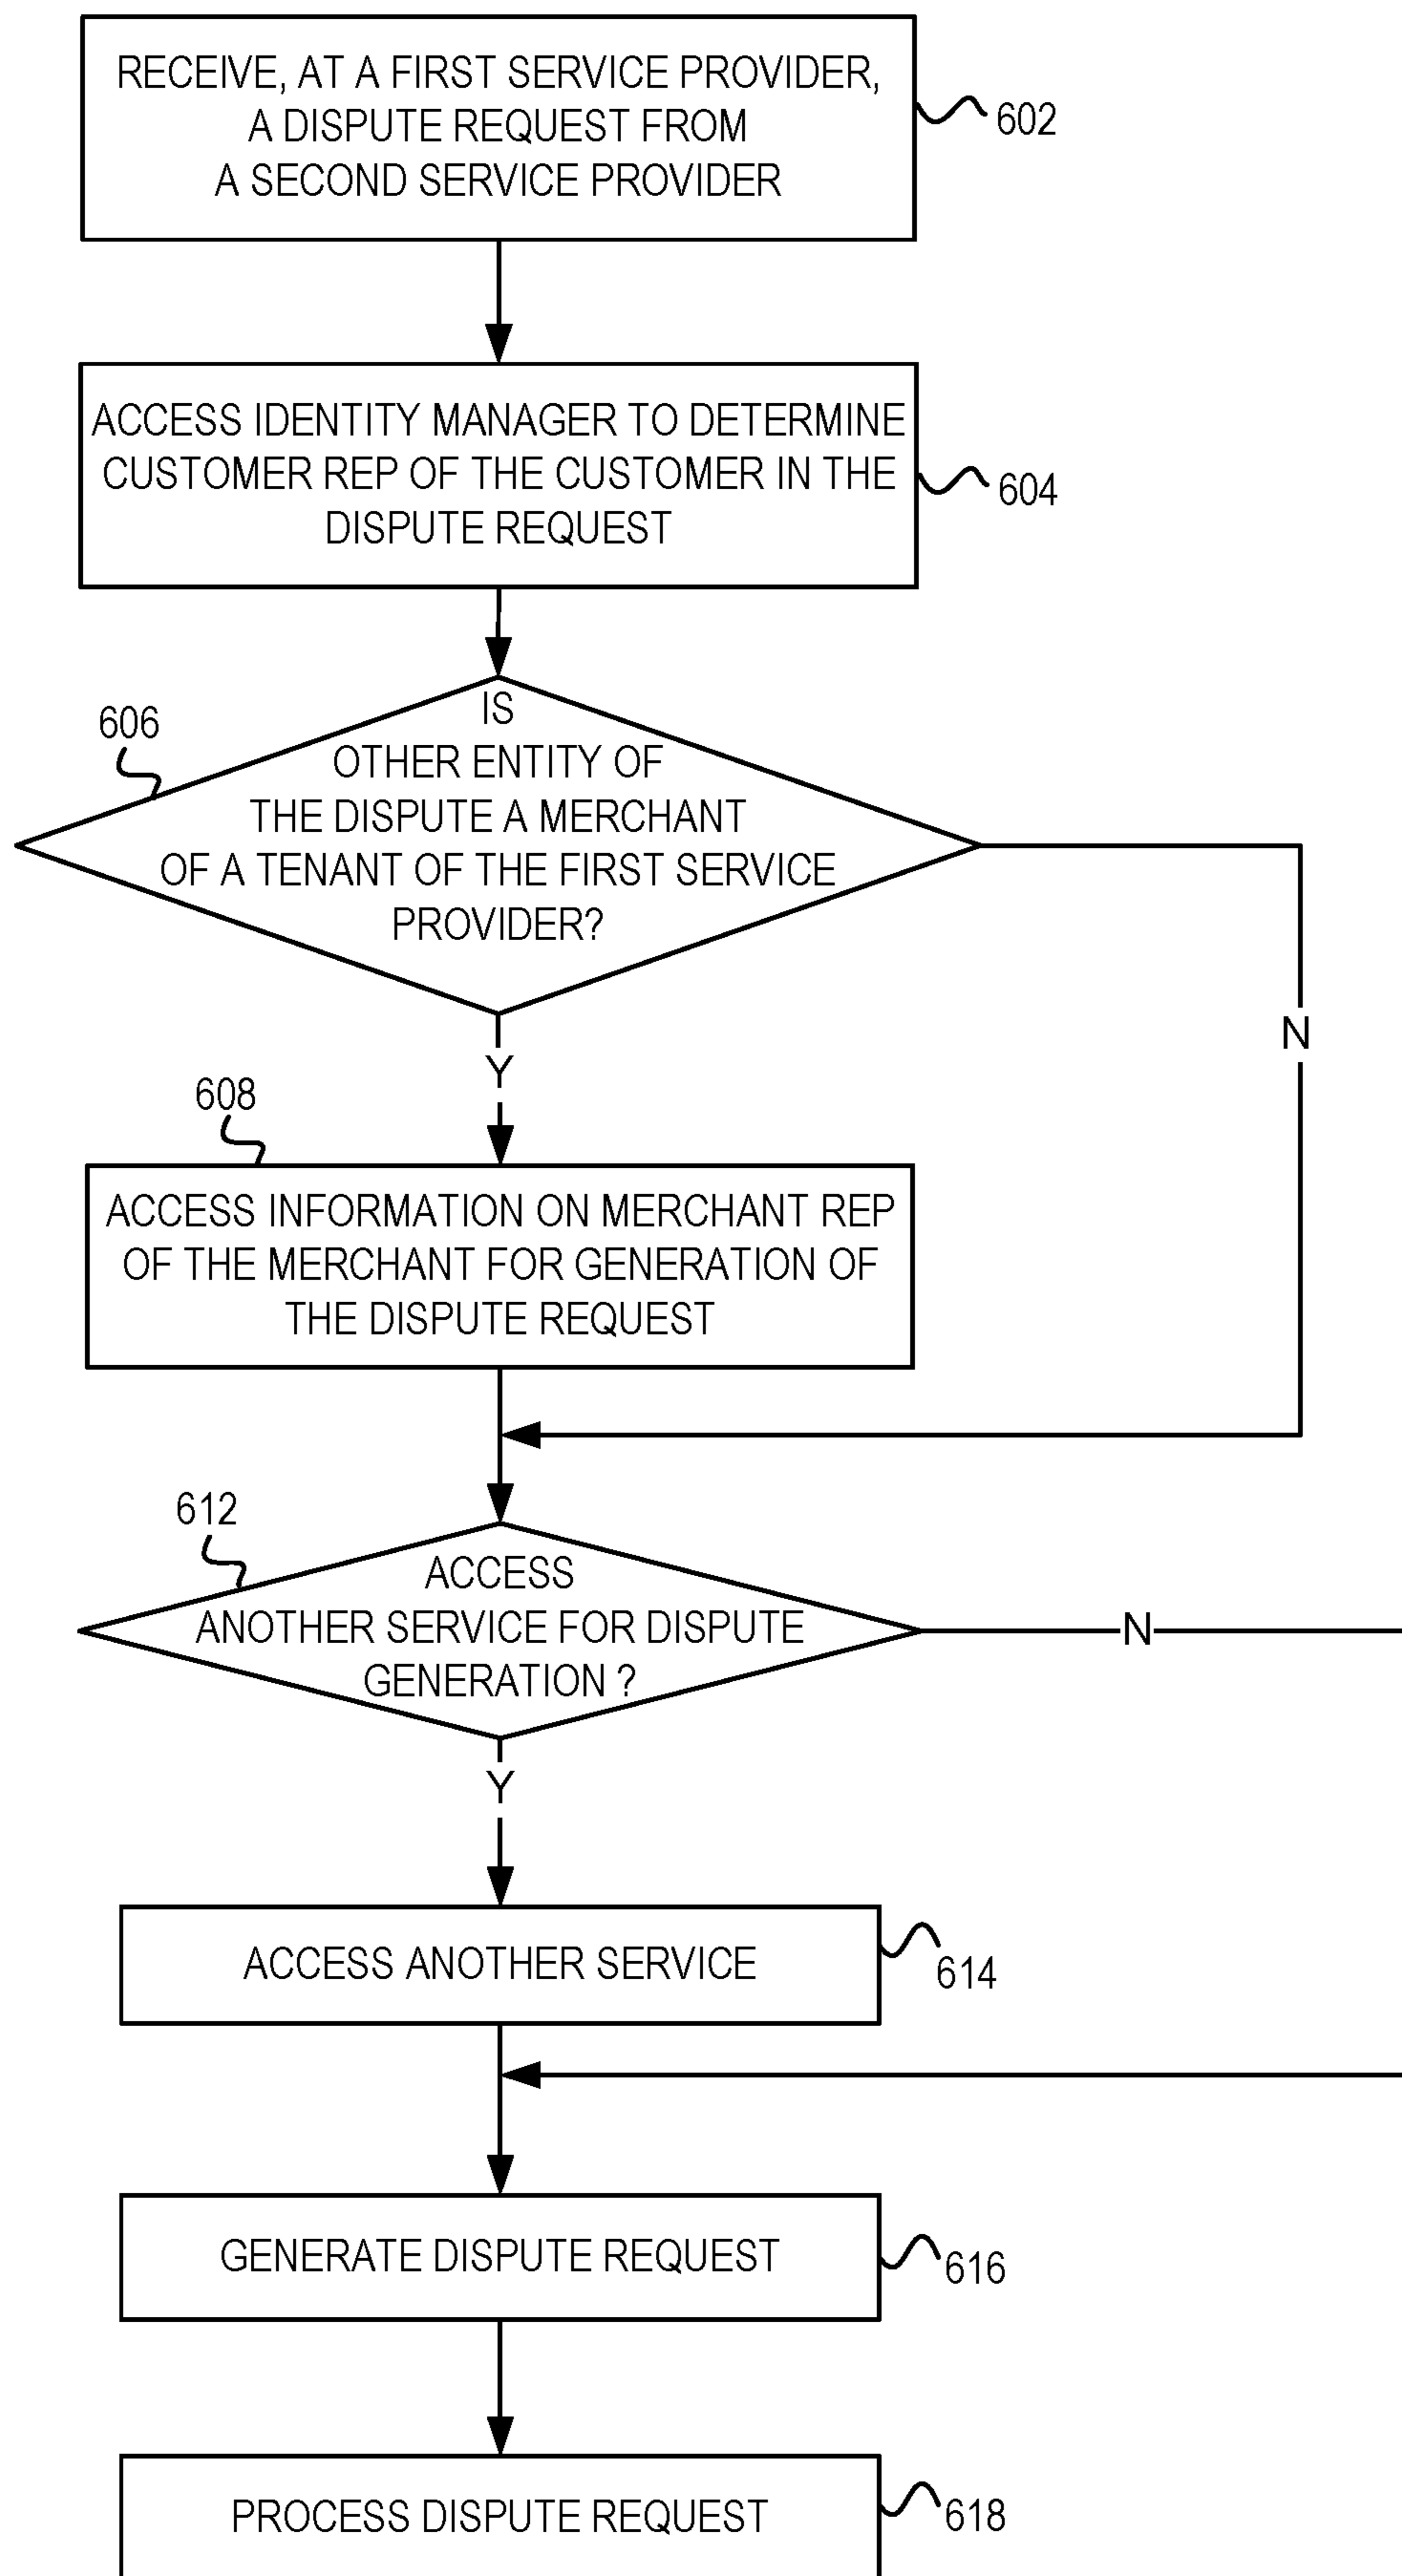 RECEIVE, AT A FIRST SERVICE PROVIDER,
A DISPUTE REQUEST FROM
A SECOND SERVICE PROVIDER
602
ACCESS IDENTITY MANAGER TO DETERMINE
CUSTOMER REP OF THE CUSTOMER IN THE
DISPUTE REQUEST
604
606
IS
OTHER ENTITY OF
THE DISPUTE A MERCHANT
OF A TENANT OF THE FIRST SERVICE
PROVIDER?
N
Y
608
ACCESS INFORMATION ON MERCHANT REP
OF THE MERCHANT FOR GENERATION OF
THE DISPUTE REQUEST
612
ACCESS
ANOTHER SERVICE FOR DISPUTE
GENERATION ?
N
Y
ACCESS ANOTHER SERVICE
614
GENERATE DISPUTE REQUEST
616
PROCESS DISPUTE REQUEST
618